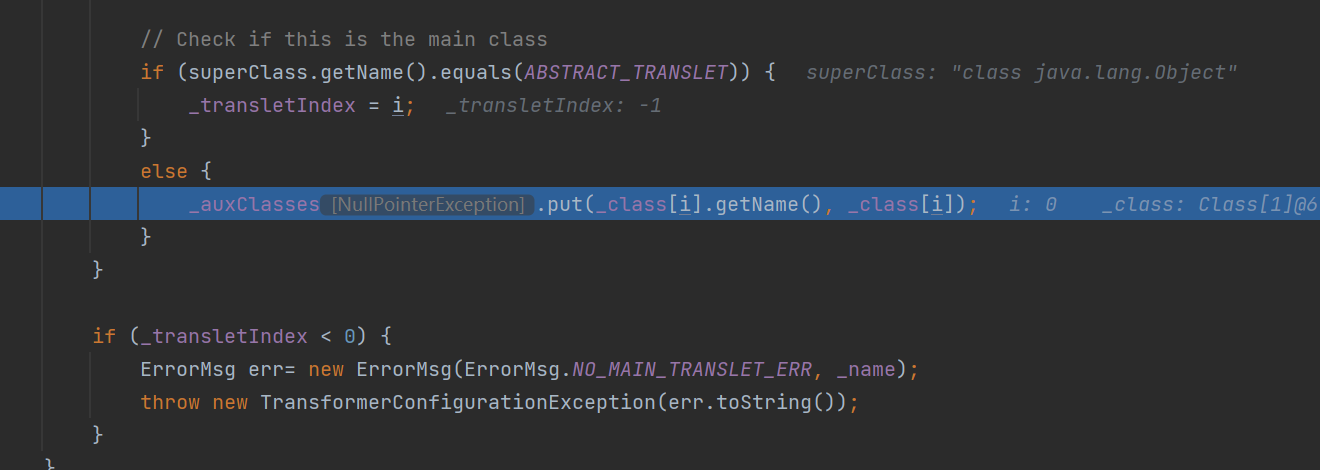 // Check if this is the main class
if (superClass.getName().equals(ABSTRACT_TRANSLET)) { superClass: "class java.lang.Object"
_transletIndex = i; _transletIndex: -1
}
else {
_auxClasses [NullPointerException] .put(_class[i].getName(), _class[i]); i: 0 _class: Class[1]@6
}
}
if (_transletIndex < 0) {
ErrorMsg err= new ErrorMsg(ErrorMsg.NO_MAIN_TRANSLET_ERR, _name);
throw new TransformerConfigurationException(err.toString());
}
}